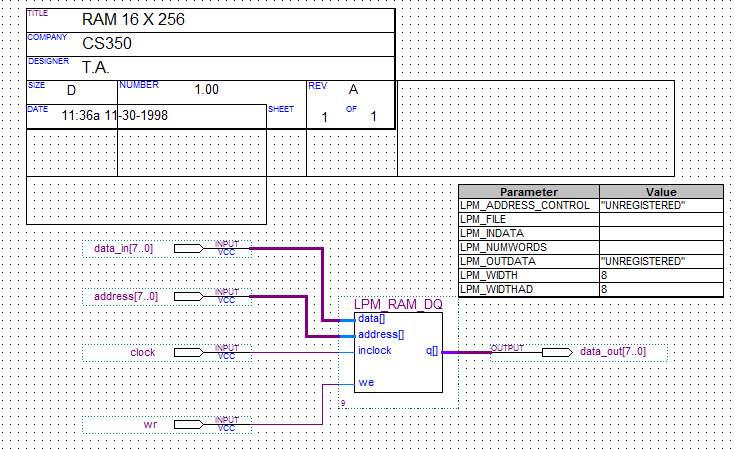 TITLE RAM 16 X 256
COMPANY CS350
DESIGNER T.A.
SIZE D NUMBER 1.00 REV A
DATE 11:36a 11-30-1998 SHEET 1 OF 1
Parameter Value
LPM_ADDRESS_CONTROL "UNREGISTERED"
LPM_FILE
LPM_INDATA
LPM_NUMWORDS
LPM_OUTDATA "UNREGISTERED"
LPM_WIDTH 8
LPM_WIDTHAD 8
data_in[7..0] INPUT
VCC
address[7..0] INPUT
VCC
LPM_RAM_DQ
data[]
address[]
clock INPUT
VCC
inclock q[] OUTPUT data_out[7..0]
we
9
wr INPUT
VCC